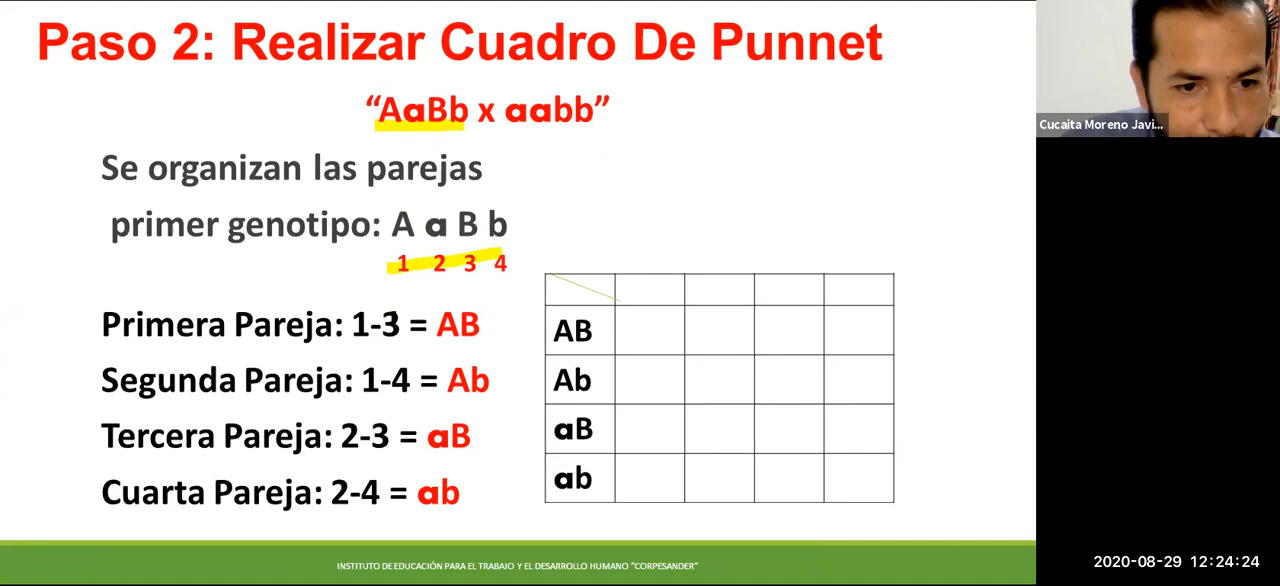 Paso 2: Realizar Cuadro De Punnet
“AaBb x aabb”
Se organizan las parejas
primer genotipo: A a B b
1 2 3 4
Primera Pareja: 1-3 = AB
Segunda Pareja: 1-4 = Ab
Tercera Pareja: 2-3 = aB
Cuarta Pareja: 2-4 = ab
AB
Ab
aB
ab
INSTITUTO DE EDUCACIÓN PARA EL TRABAJO Y EL DESARROLLO HUMANO “CORPESANDER”
Cucaita Moreno Javi...
2020-08-29 12:24:24